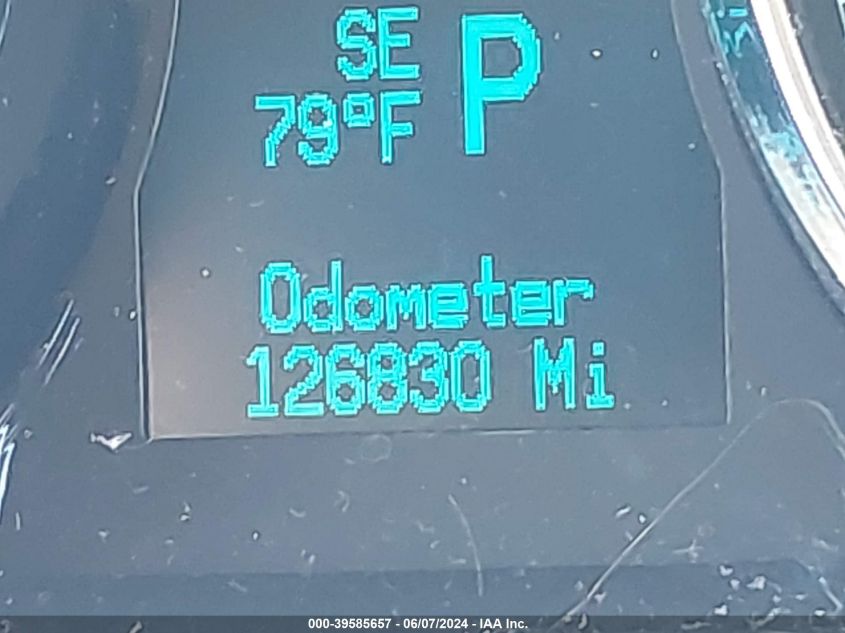 SE P
79°F
Odometer
126830 Mi
000-39585657 - 06/07/2024 - IAA Inc.